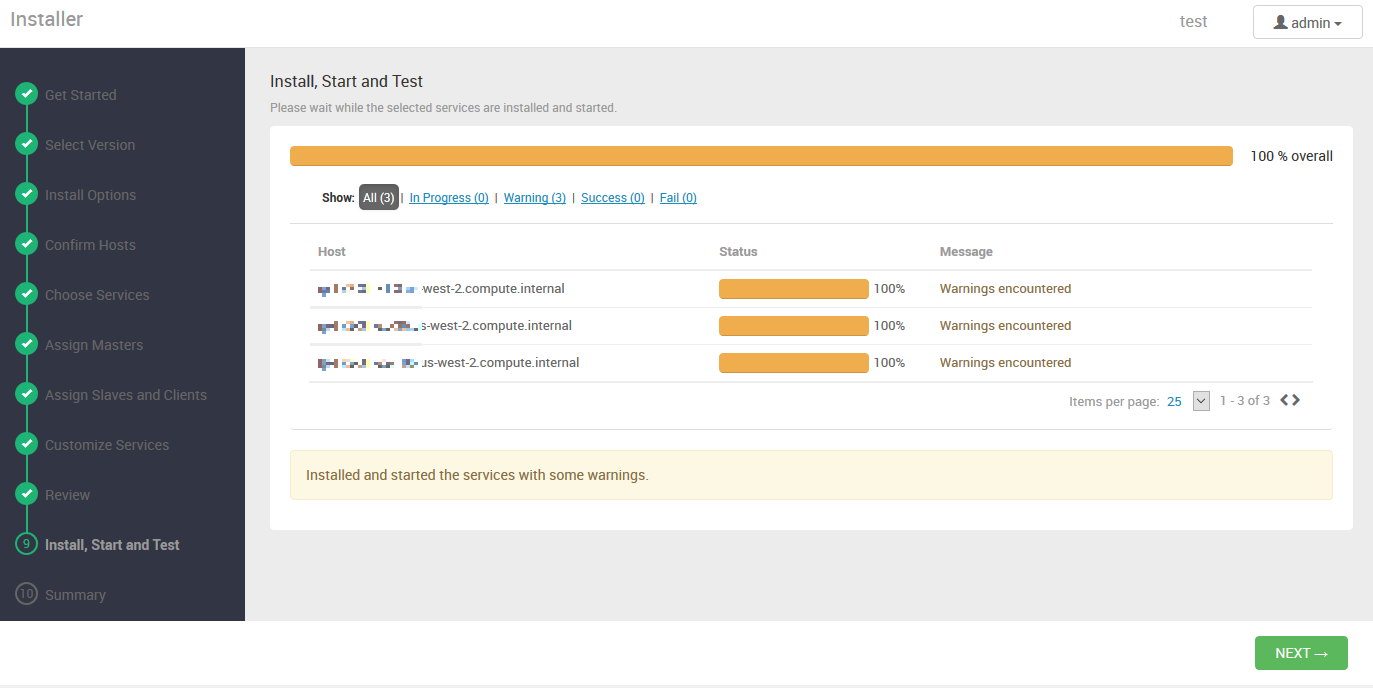 Installer
test
admin
Get Started
Select Version
Install Options
Confirm Hosts
Choose Services
Assign Masters
Assign Slaves and Clients
Customize Services
Review
9 Install, Start and Test
10 Summary
Install, Start and Test
Please wait while the selected services are installed and started.
100 % overall
Show: All (3) | In Progress (0) | Warning (3) | Success (0) | Fail (0)
Host Status Message
west-2.compute.internal 100% Warnings encountered
s-west-2.compute.internal 100% Warnings encountered
us-west-2.compute.internal 100% Warnings encountered
Items per page: 25 1 - 3 of 3
Installed and started the services with some warnings.
NEXT →